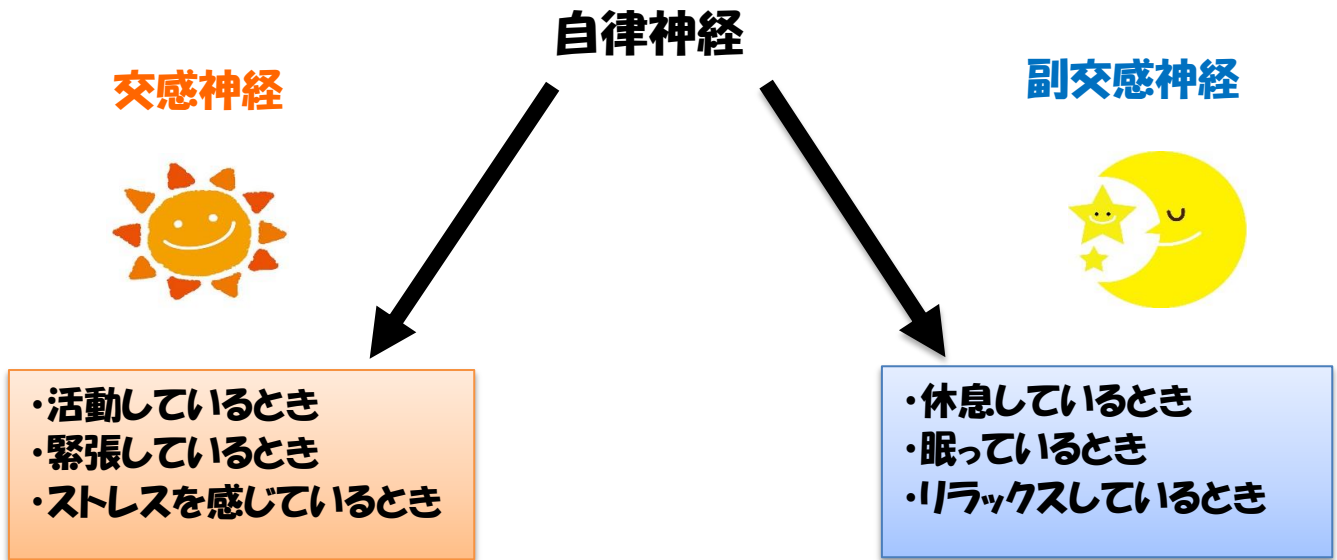 自律神経
交感神経
副交感神経
・活動しているとき
・緊張しているとき
・ストレスを感じているとき
・休息しているとき
・眠っているとき
・リラックスしているとき